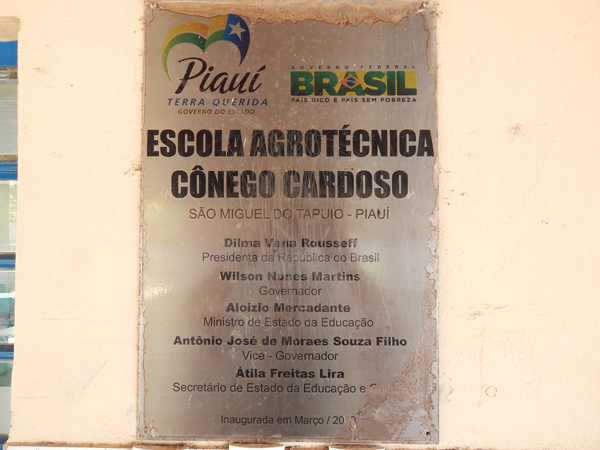 Piauí
TERRA QUERIDA
GOVERNO DO ESTADO
GOVERNO FEDERAL
BRASIL
PAÍS RICO É PAÍS SEM POBREZA
ESCOLA AGROTÉCNICA
CÔNEGO CARDOSO
SÃO MIGUEL DO TAPUIO - PIAUÍ
Dilma Vana Rousseff
Presidenta da República do Brasil
Wilson Nunes Martins
Governador
Aloizio Mercadante
Ministro de Estado da Educação
Antônio José de Moraes Souza Filho
Vice - Governador
Átila Freitas Lira
Secretário de Estado da Educação e
Inaugurada em Março /